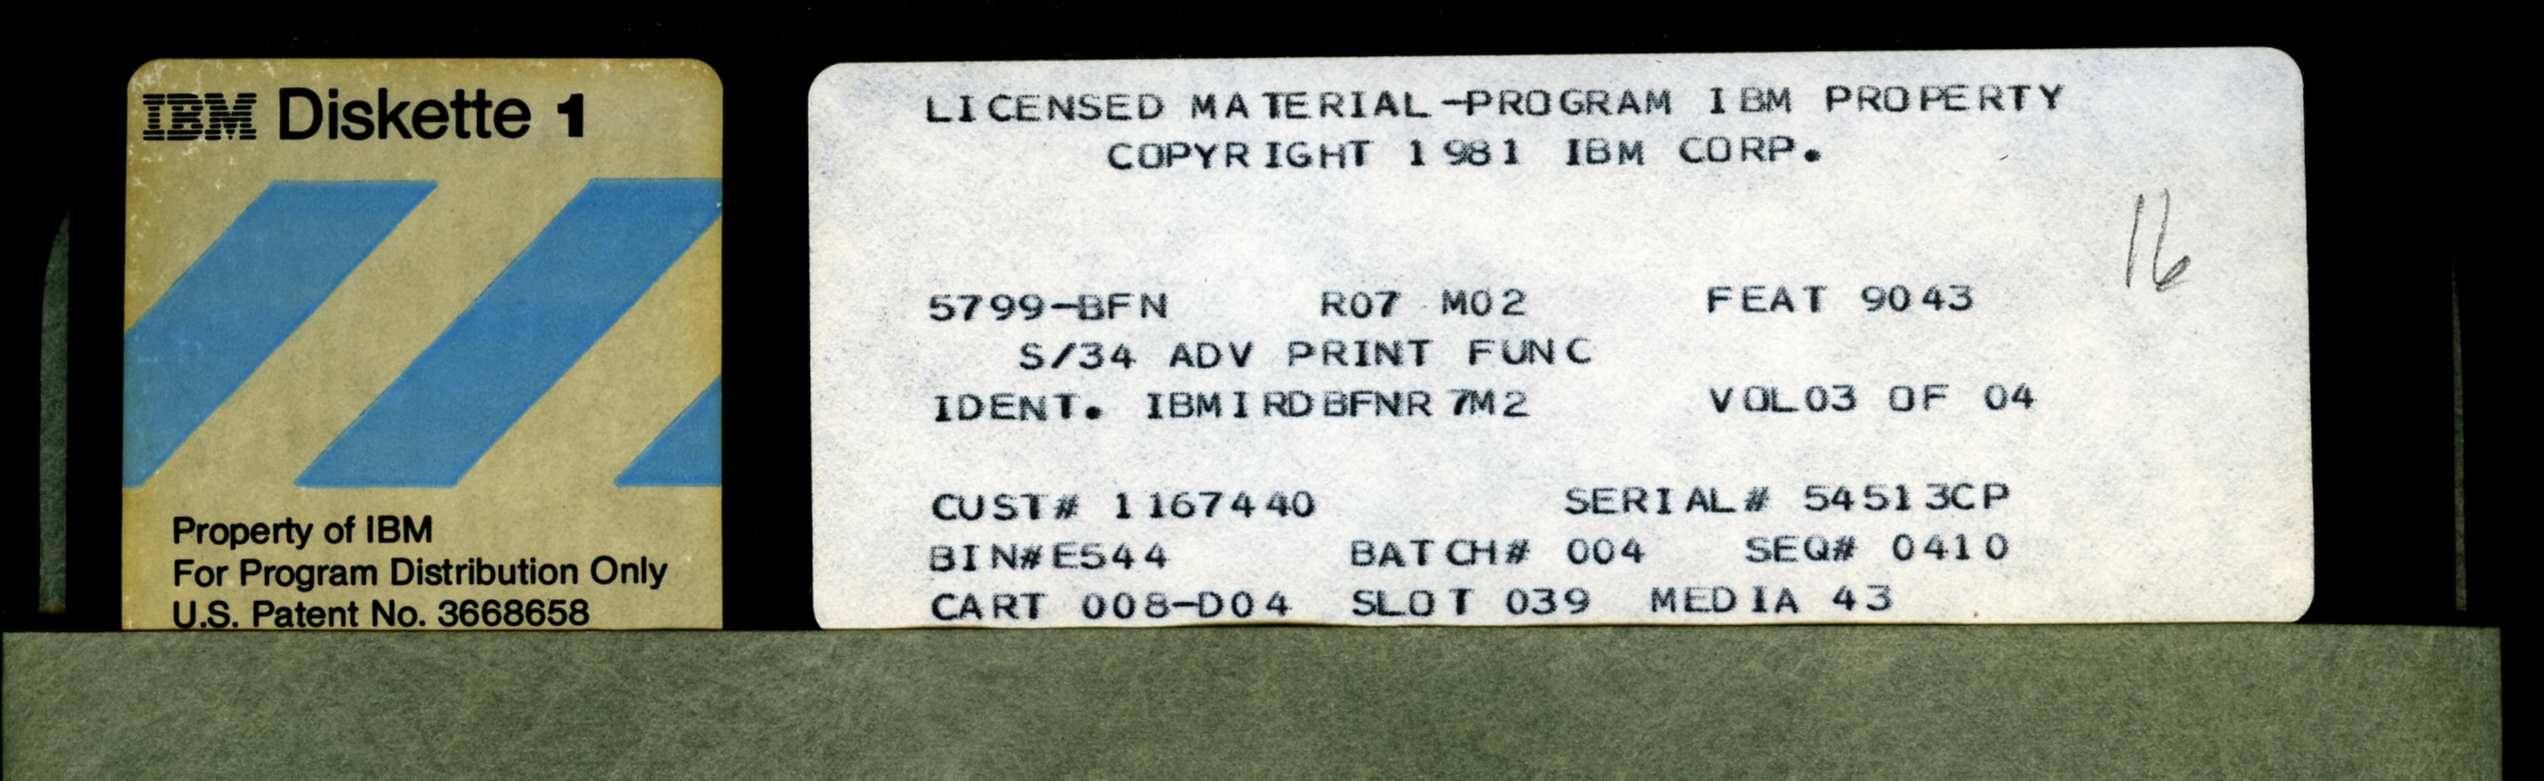 IBM Diskette 1
Property of IBM
For Program Distribution Only
U.S. Patent No. 3668658
LICENSED MATERIAL-PROGRAM IBM PROPERTY
COPYRIGHT 1981 IBM CORP.
16
5799-BFN R07 M02 FEAT 9043
S/34 ADV PRINT FUNC
IDENT. IBMIRDBFNR7M2 VOL03 OF 04
CUST# 1167440 SERIAL# 54513CP
BIN#E544 BATCH# 004 SEQ# 0410
CART 008-D04 SLOT 039 MEDIA 43